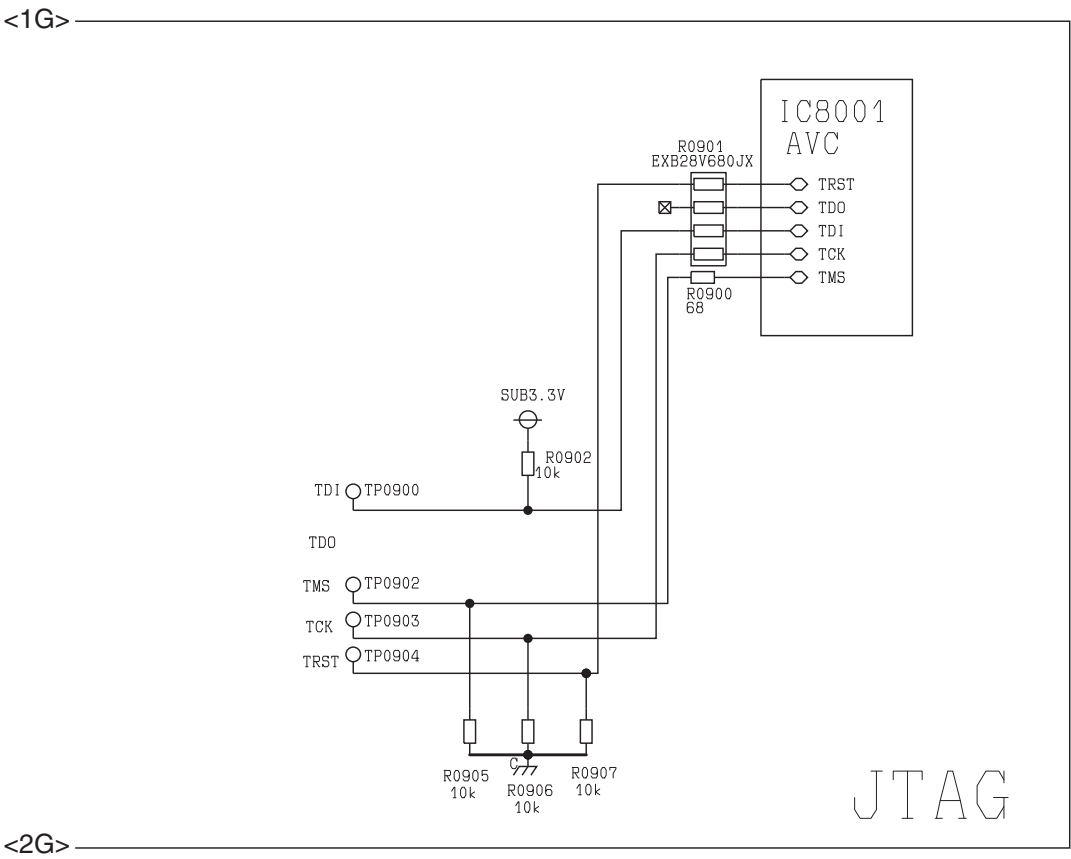 <1G>
IC8001
AVC
R0901
EXB28V680JX
TRST
TDO
TDI
TCK
TMS
R0900
68
SUB3.3V
R0902
10k
TDI TP0900
TDO
TMS TP0902
TCK TP0903
TRST TP0904
C
R0905
10k
R0906
10k
R0907
10k
JTAG
<2G>